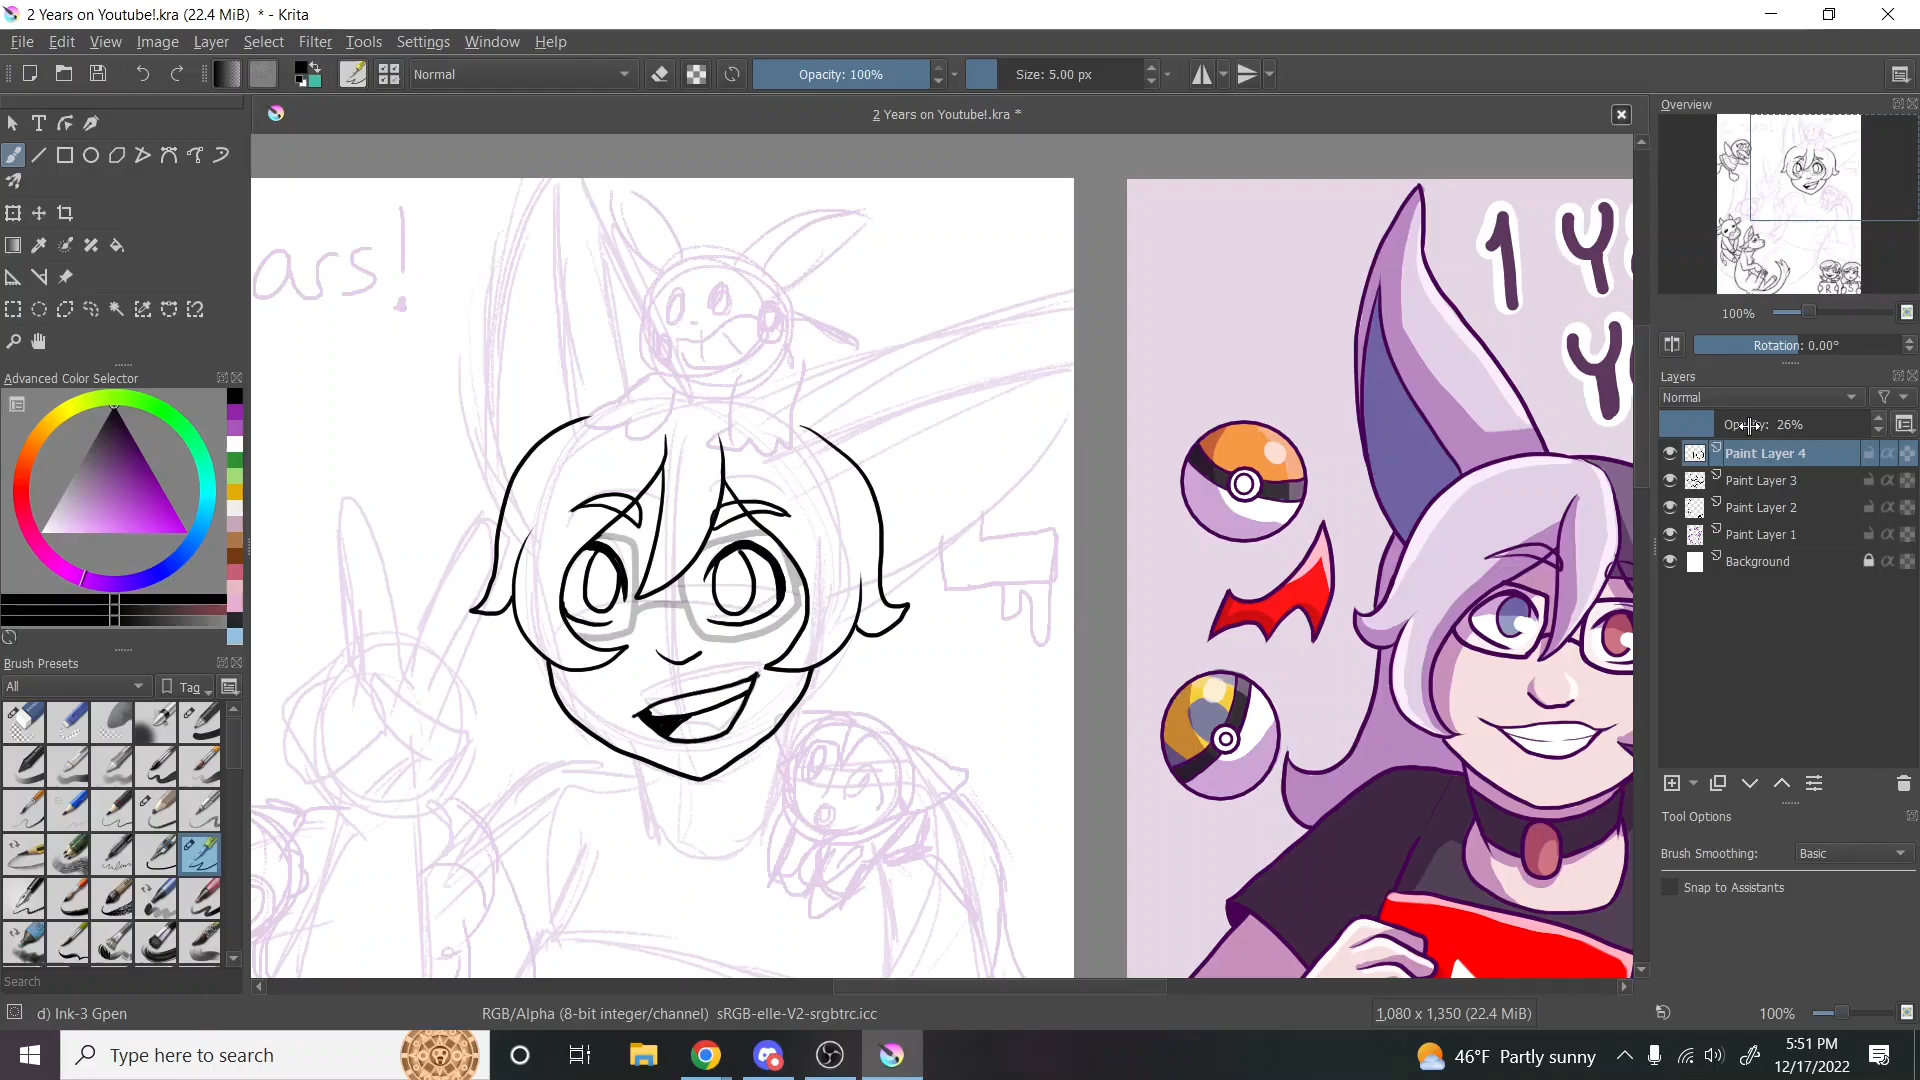 2 Years on Youtube!.kra (22.4 MiB) * - Krita
File Edit View Image Layer Select Filter Tools Settings Window Help
Normal
Opacity: 100%
Size: 5.00 px
2 Years on Youtube!.kra *
Overview
100%
Rotation: 0.00°
Layers
Normal
Opacity: 26%
Paint Layer 4
Paint Layer 3
Paint Layer 2
Paint Layer 1
Background
Tool Options
Brush Smoothing: Basic
Snap to Assistants
Advanced Color Selector
Brush Presets
All
Tag
Search
ars!
1 Y
Y
d) Ink-3 Gpen
RGB/Alpha (8-bit integer/channel) sRGB-elle-V2-srgbtrc.icc
1,080 x 1,350 (22.4 MiB)
100%
Type here to search
46°F Partly sunny
5:51 PM
12/17/2022